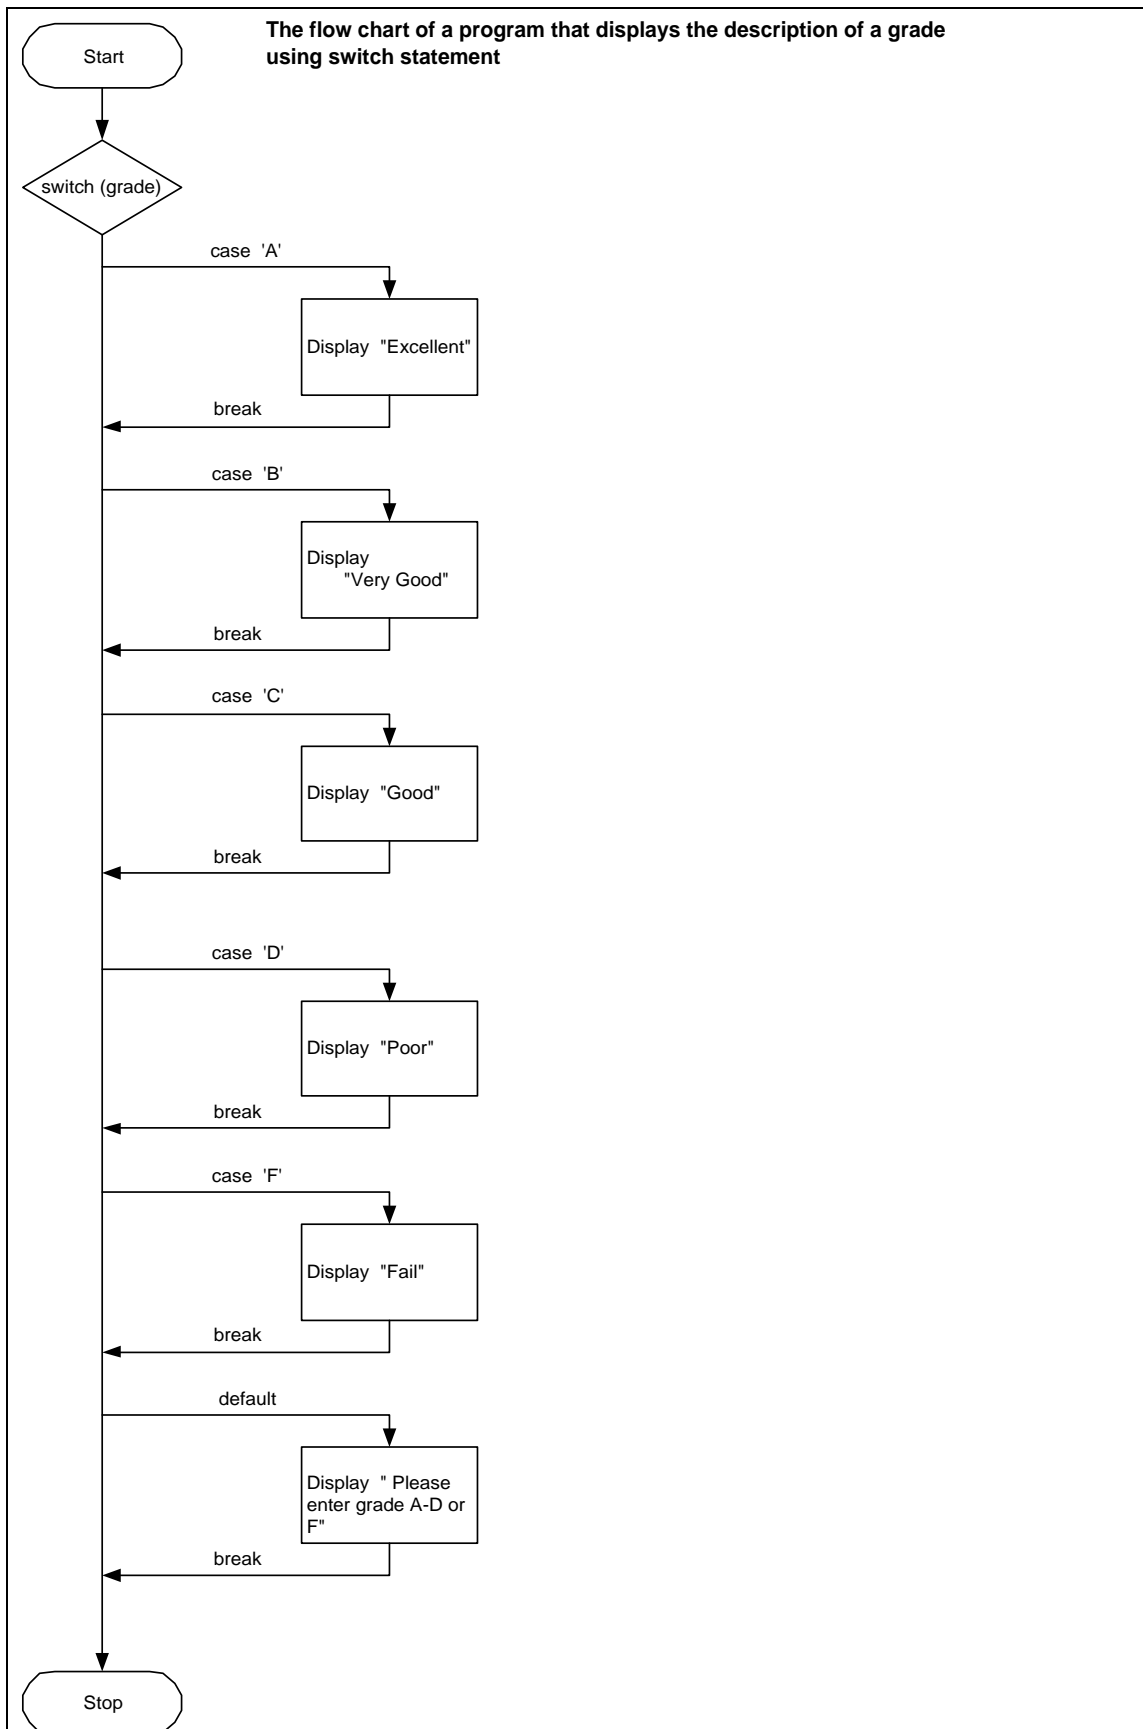 The flow chart of a program that displays the description of a grade
using switch statement
Start
switch (grade)
case 'A'
Display "Excellent"
break
case 'B'
Display
"Very Good"
break
case 'C'
Display "Good"
break
case 'D'
Display "Poor"
break
case 'F'
Display "Fail"
break
default
Display " Please
enter grade A-D or
F"
break
Stop